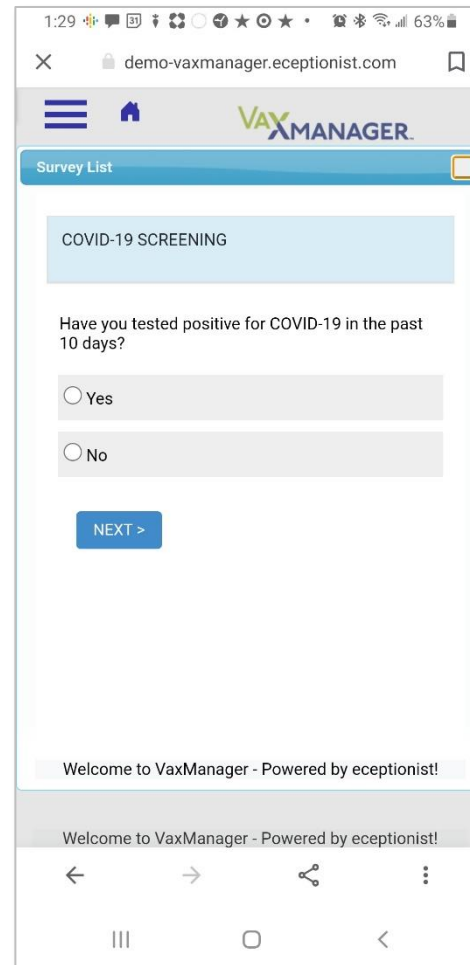 1:29 31 63%
demo-vaxmanager.eceptionist.com
VAXMANAGER
Survey List
COVID-19 SCREENING
Have you tested positive for COVID-19 in the past
10 days?
Yes
No
NEXT >
Welcome to VaxManager - Powered by eceptionist!
Welcome to VaxManager - Powered by eceptionist!